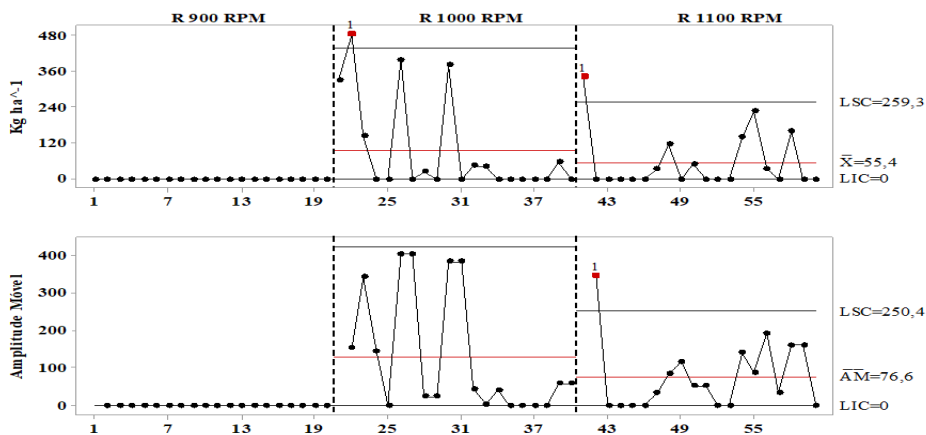 R 900 RPM R 1000 RPM R 1100 RPM
Kg ha^-1
480
360
240
120
0
1
1
LSC=259,3
X̅=55,4
LIC=0
1 7 13 19 25 31 37 43 49 55
Amplitude Móvel
400
300
200
100
0
1
LSC=250,4
A̅M̅=76,6
LIC=0
1 7 13 19 25 31 37 43 49 55